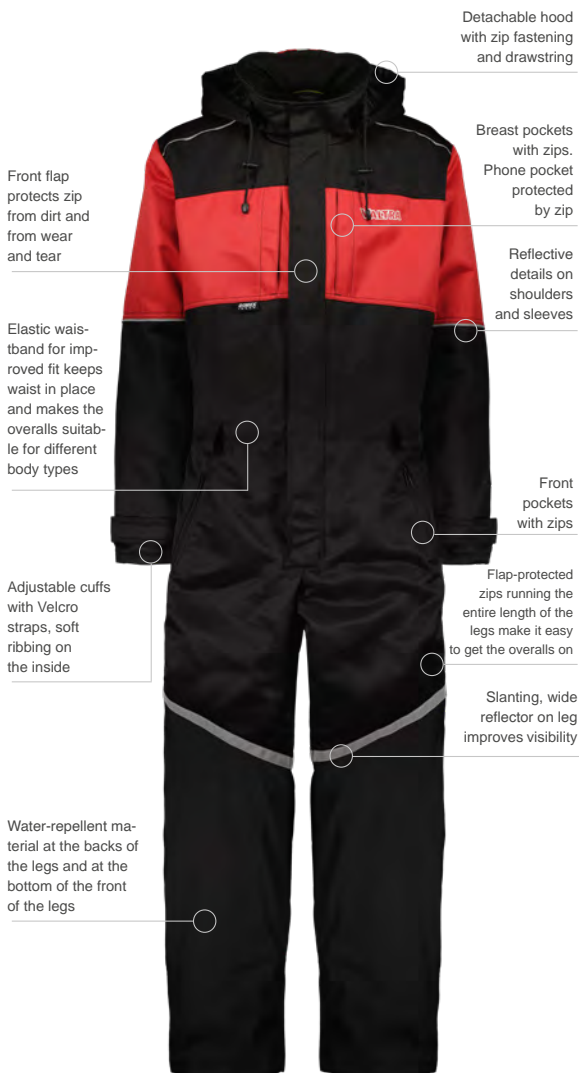 Detachable hood
with zip fastening
and drawstring
Breast pockets
with zips.
Phone pocket
protected
by zip
VALTRA
Front flap
protects zip
from dirt and
from wear
and tear
Reflective
details on
shoulders
and sleeves
Elastic wais-
tband for imp-
roved fit keeps
waist in place
and makes the
overalls suitab-
le for different
body types
Front
pockets
with zips
Adjustable cuffs
with Velcro
straps, soft
ribbing on
the inside
Flap-protected
zips running the
entire length of the
legs make it easy
to get the overalls on
Slanting, wide
reflector on leg
improves visibility
Water-repellent ma-
terial at the backs of
the legs and at the
bottom of the front
of the legs